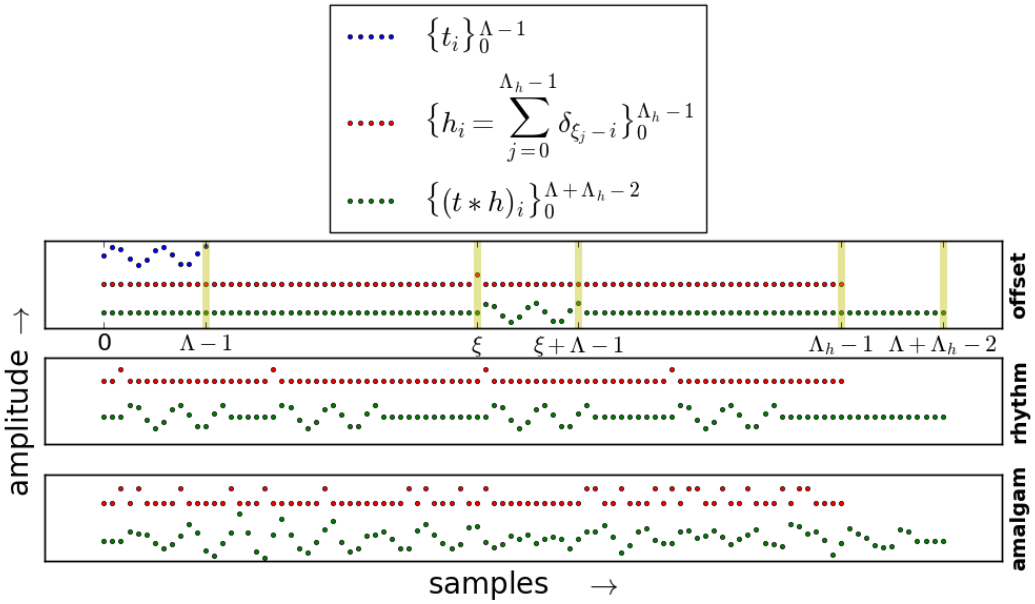 {t_i}_0^{Λ−1}
{h_i = \sum_{j=0}^{Λ_h−1} δ_{ξ_j−i}}_0^{Λ_h−1}
{(t∗h)_i}_0^{Λ+Λ_h−2}
offset
0 Λ−1 ξ ξ+Λ−1 Λ_h−1 Λ+Λ_h−2
rhythm
amplitude →
amalgam
samples →